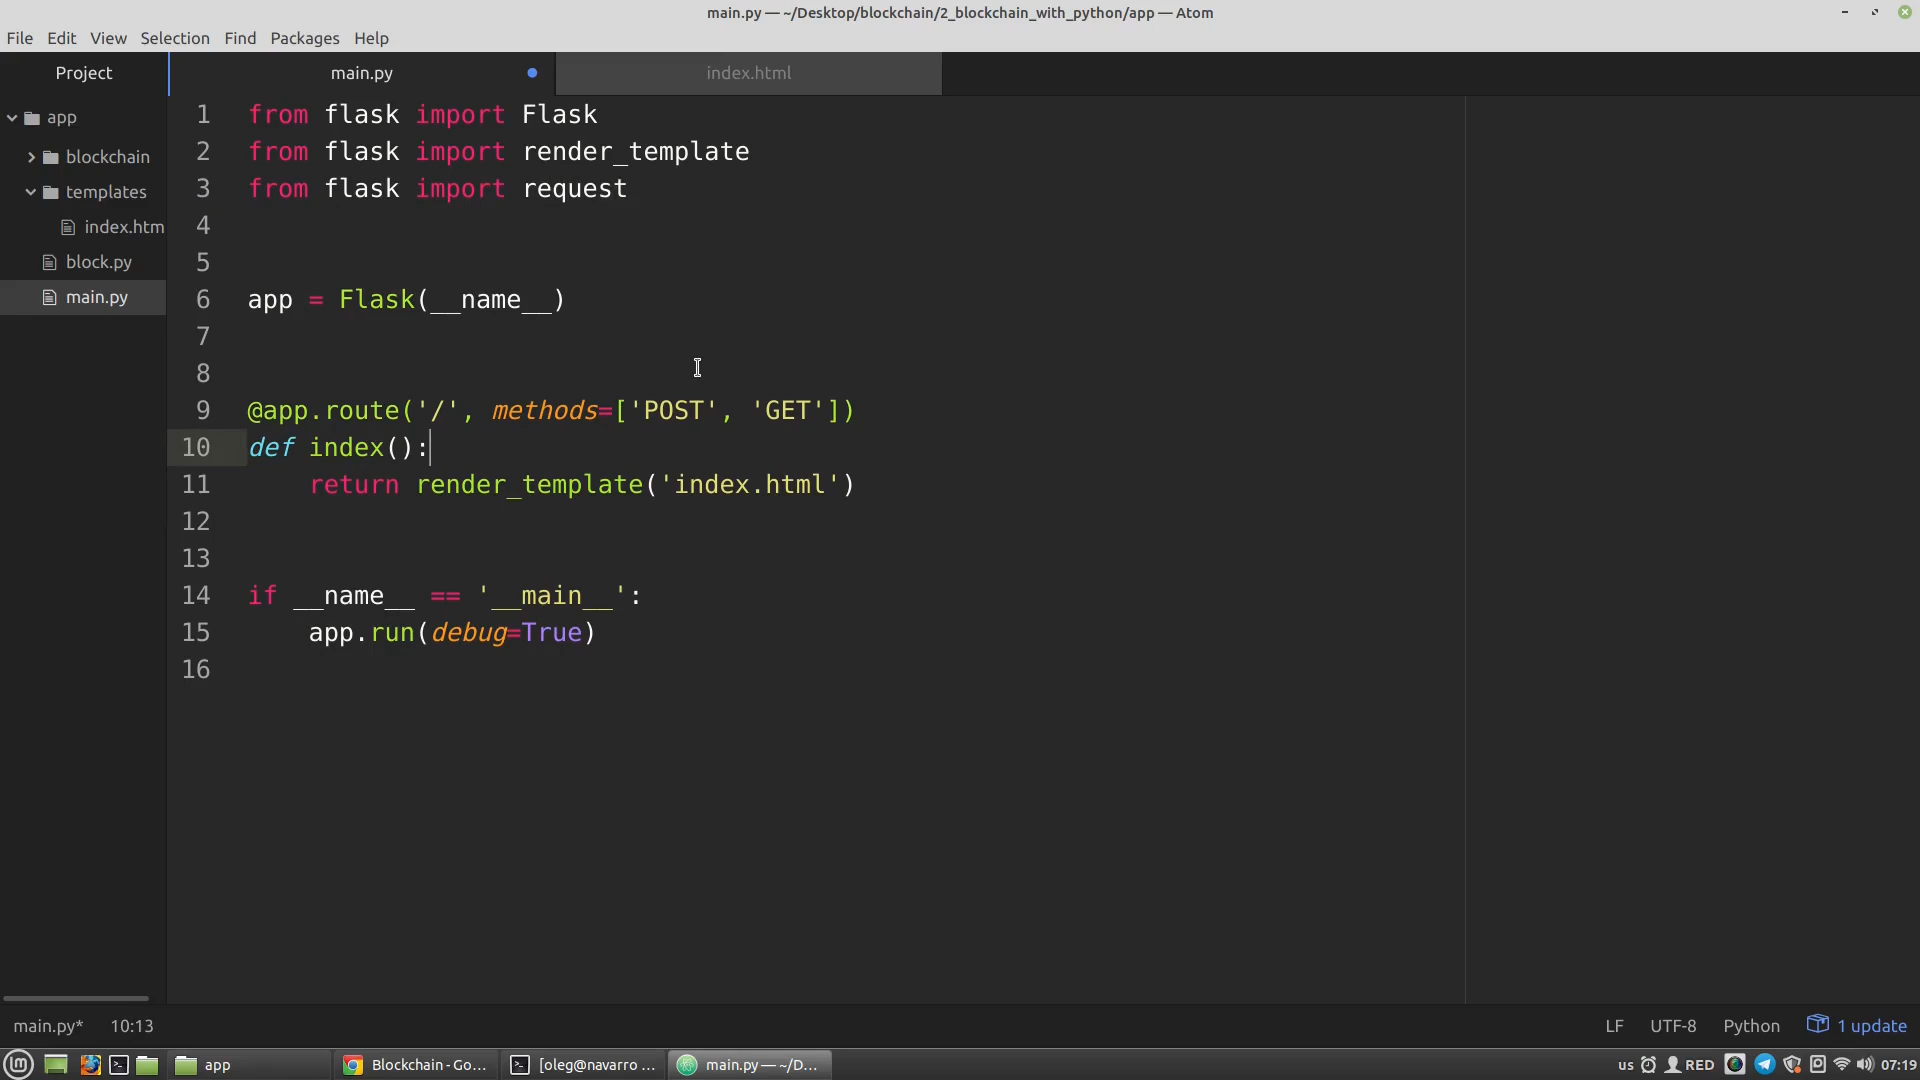 main.py — ~/Desktop/blockchain/2_blockchain_with_python/app — Atom
File Edit View Selection Find Packages Help
Project
main.py
index.html
app
blockchain
templates
index.htm
block.py
main.py
1 from flask import Flask
2 from flask import render_template
3 from flask import request
4
5
6 app = Flask(__name__)
7
8
9 @app.route('/', methods=['POST', 'GET'])
10 def index():
11     return render_template('index.html')
12
13
14 if __name__ == '__main__':
15     app.run(debug=True)
16
main.py* 10:13
LF UTF-8 Python 1 update
app
Blockchain - Go...
[oleg@navarro ...
main.py — ~/D...
us RED 07:19